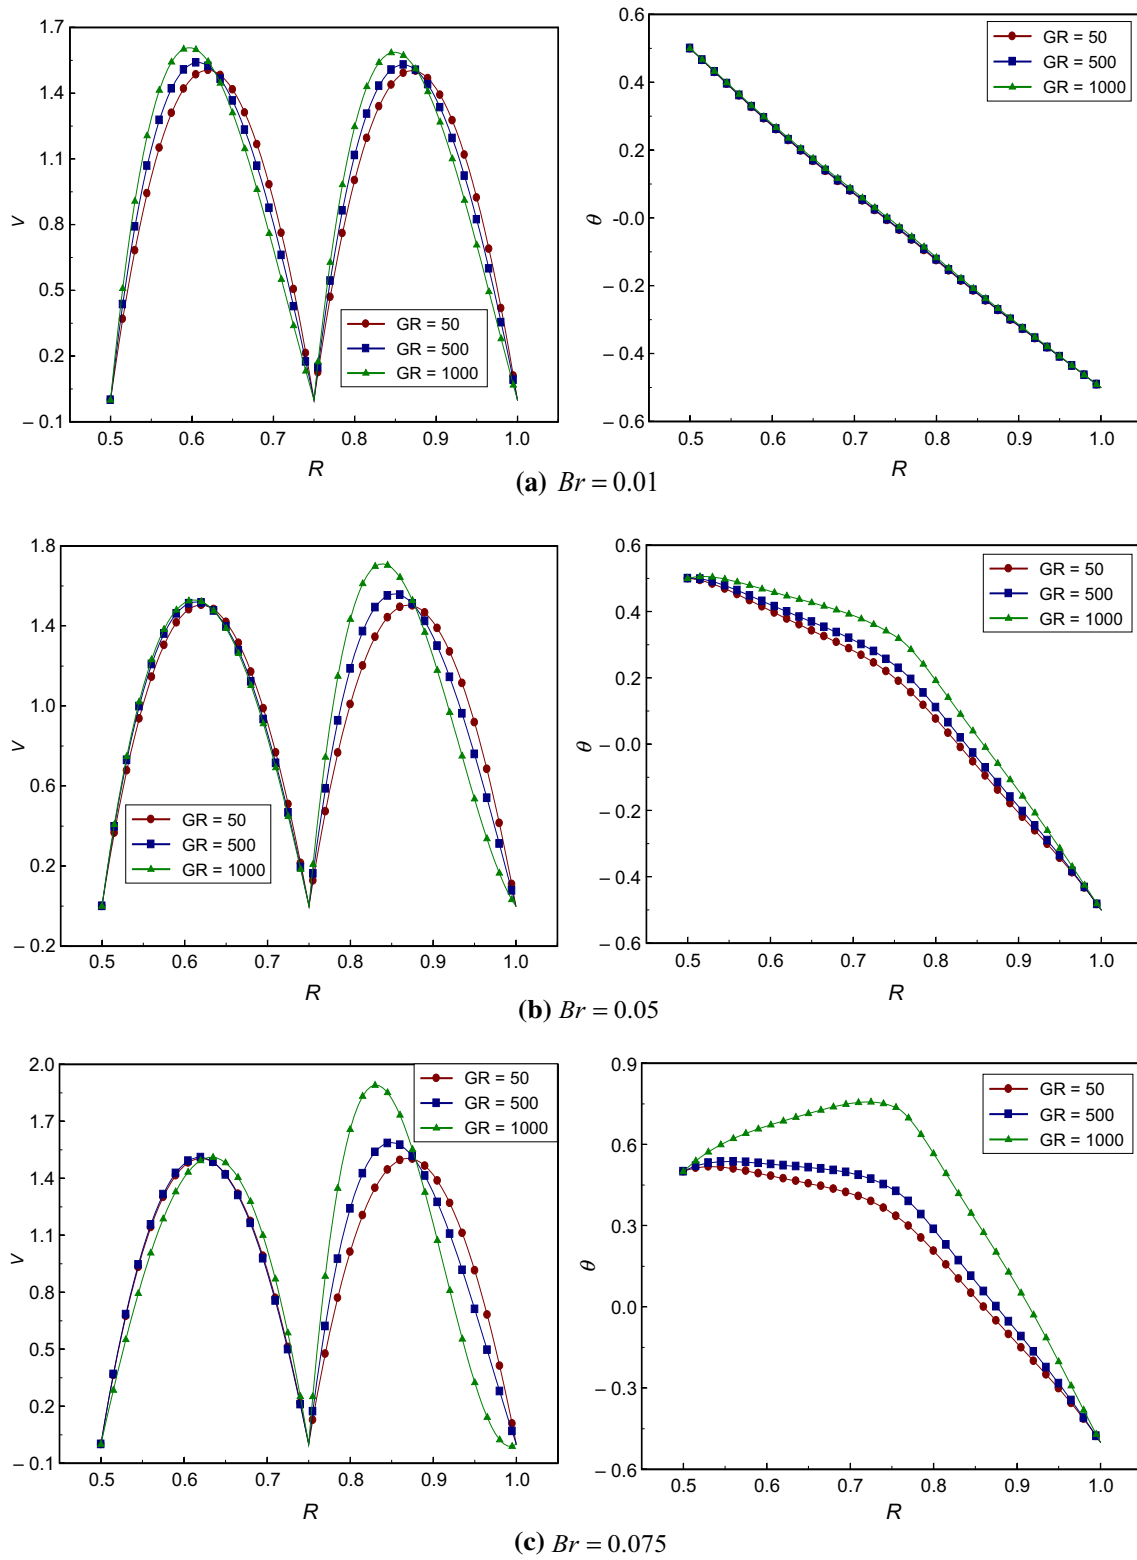 1.7
1.4
1.1
0.8
0.5
0.2
– 0.1
v
0.5 0.6 0.7 0.8 0.9 1.0
R
GR = 50
GR = 500
GR = 1000
0.6
0.4
0.2
-0.0
– 0.2
– 0.4
– 0.6
θ
0.5 0.6 0.7 0.8 0.9 1.0
R
GR = 50
GR = 500
GR = 1000
(a) Br = 0.01
1.8
1.4
1.0
0.6
0.2
– 0.2
v
0.5 0.6 0.7 0.8 0.9 1.0
R
GR = 50
GR = 500
GR = 1000
0.6
0.4
0.2
– 0.0
– 0.2
– 0.4
– 0.6
θ
0.5 0.6 0.7 0.8 0.9 1.0
R
GR = 50
GR = 500
GR = 1000
(b) Br = 0.05
2.0
1.7
1.4
1.1
0.8
0.5
0.2
– 0.1
v
0.5 0.6 0.7 0.8 0.9 1.0
R
GR = 50
GR = 500
GR = 1000
0.9
0.6
0.3
0.0
– 0.3
– 0.6
θ
0.5 0.6 0.7 0.8 0.9 1.0
R
GR = 50
GR = 500
GR = 1000
(c) Br = 0.075